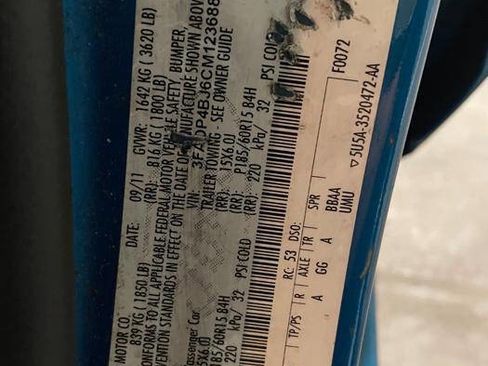 MOTOR CO. DATE: 09/11 GVWR: 1642 KG ( 3620 LB)
839 KG ( 1850 LB) (RR): 816 KG ( 1800 LB)
CONFORMS TO ALL APPLICABLE FEDERAL MOTOR VEHICLE SAFETY, BUMPER,
VENTION STANDARDS IN EFFECT ON THE DATE OF MANUFACTURE SHOWN ABOVE
VIN: DP4BJ6CM12368
Passenger Car TRAILER TOWING - SEE OWNER GUIDE
5X6.0J (RR): 15X6.0J
185/60R15 84H (RR): P185/60R15 84H
220 kPa/ 32 PSI COLD (RR): 220 kPa/ 32 PSI COLD
RC: 53 DSO: F0072
TP/PS R AXLE TR SPR
A GG A BBAA
UMU ▽5U5A-3520472-AA